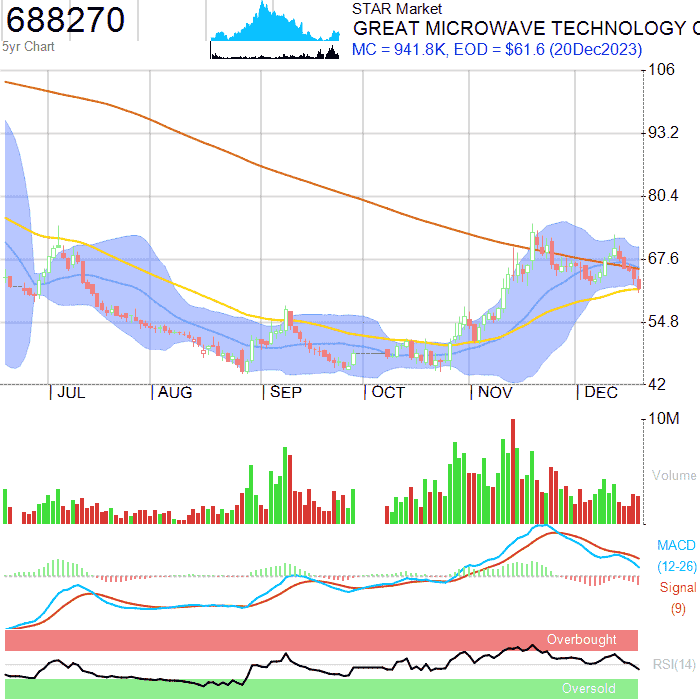 688270
5yr Chart
STAR Market
GREAT MICROWAVE TECHNOLOGY C
MC = 941.8K, EOD = $61.6 (20Dec2023)
106
93.2
80.4
67.6
54.8
42
JUL AUG SEP OCT NOV DEC
10M
Volume
MACD
(12-26)
Signal
(9)
Overbought
RSI(14)
Oversold